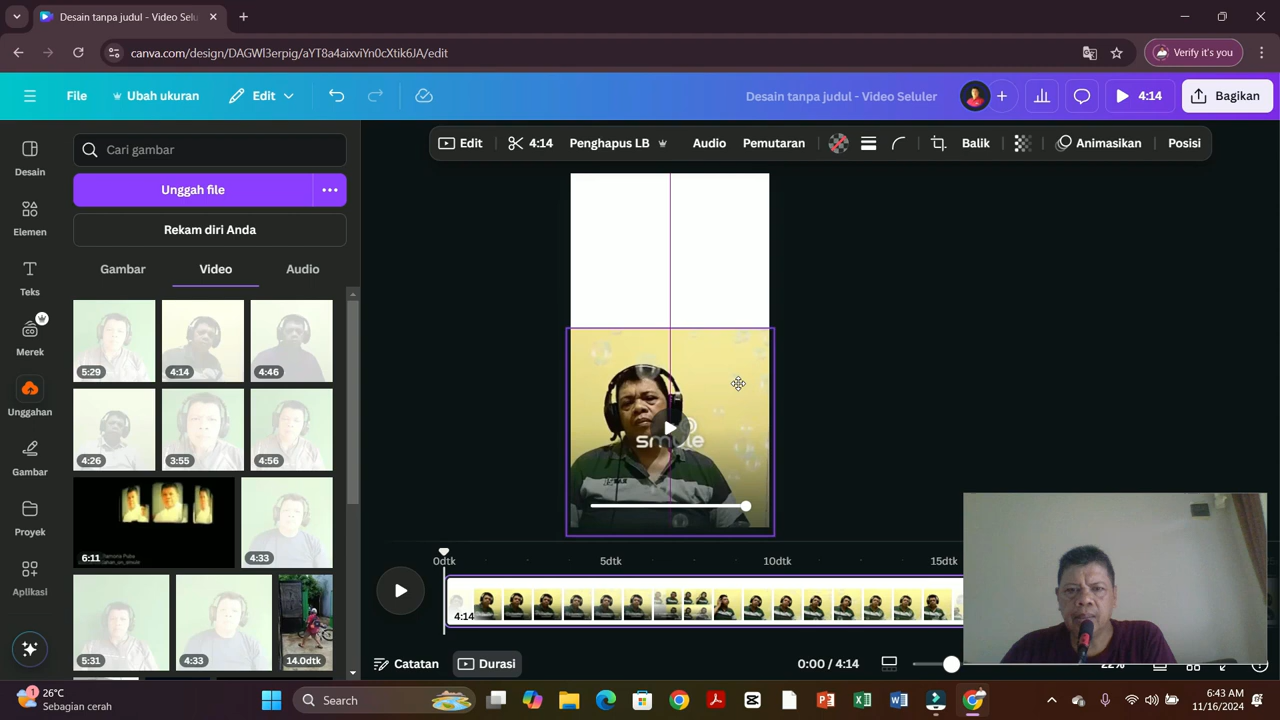 Desain tanpa judul - Video Selu
canva.com/design/DAGWl3erpig/aYT8a4aixviYn0cXtik6JA/edit
Verify it's you
File
Ubah ukuran
Edit
Desain tanpa judul - Video Seluler
4:14
Bagikan
Edit
4:14
Penghapus LB
Audio
Pemutaran
Balik
Animasikan
Posisi
Desain
Elemen
Teks
Merek
Unggahan
Gambar
Proyek
Aplikasi
Cari gambar
Unggah file
Rekam diri Anda
Gambar
Video
Audio
5:29
4:14
4:46
4:26
3:55
4:56
6:11
4:33
5:31
4:33
14.0dtk
smule
0dtk
5dtk
10dtk
15dtk
4:14
Catatan
Durasi
0:00 / 4:14
26°C
Sebagian cerah
1
Search
6:43 AM
11/16/2024